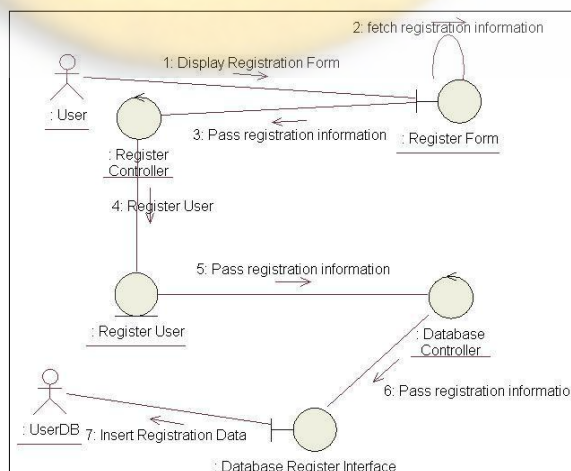 2: fetch registration information
1: Display Registration Form
: User
3: Pass registration information
: Register Form
: Register
Controller
4: Register User
5: Pass registration information
: Register User
: Database
Controller
6: Pass registration informatio
: UserDB
7: Insert Registration Data
: Database Register Interface